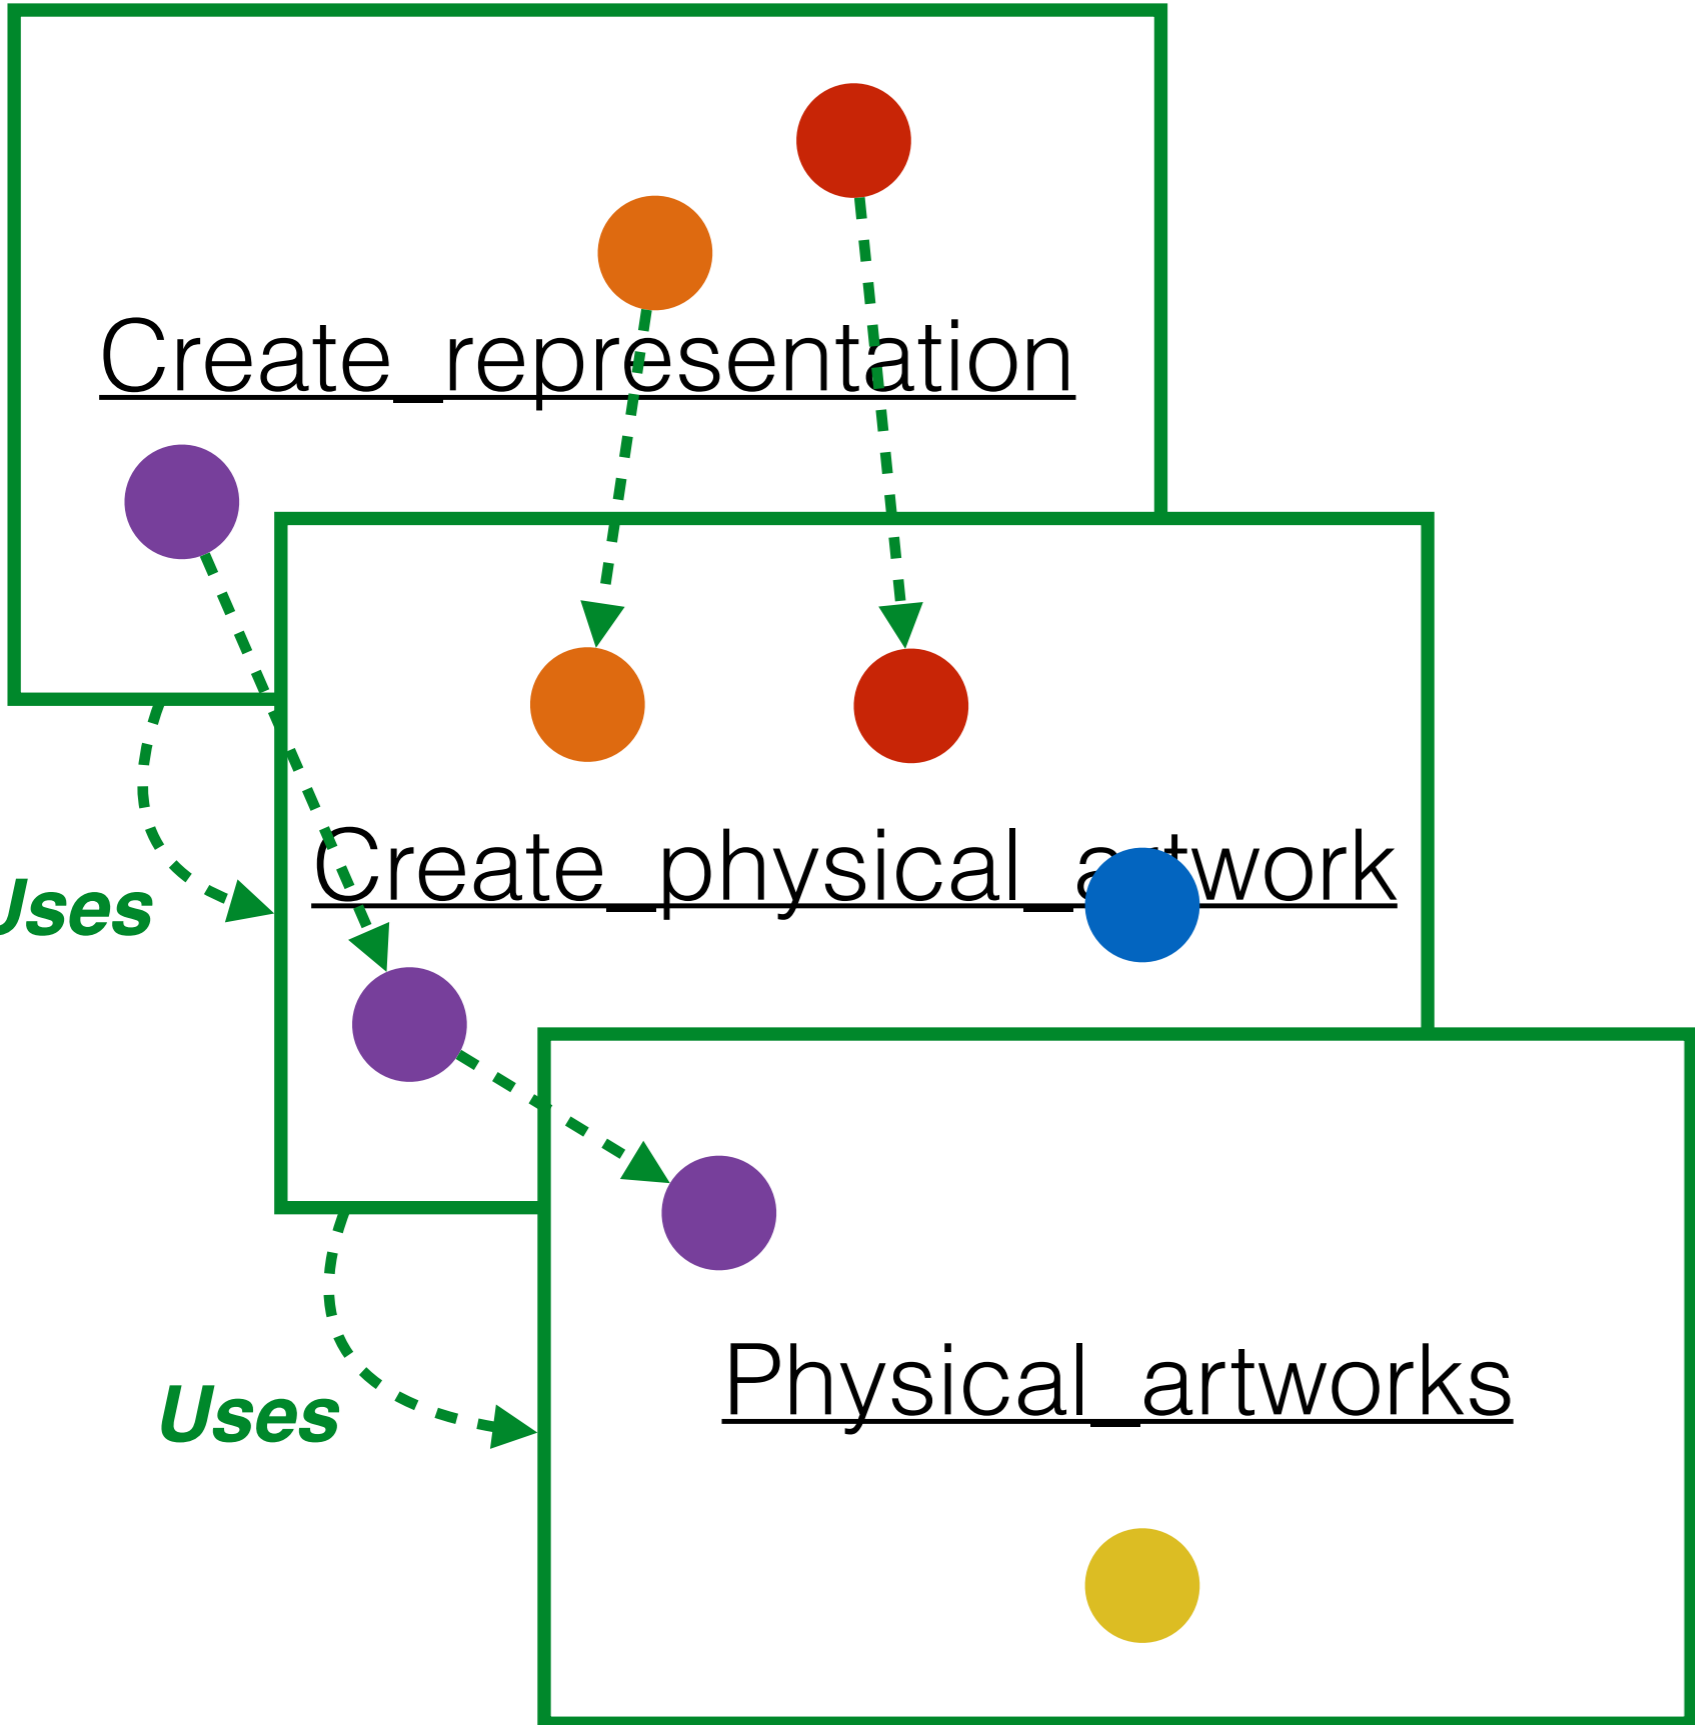 Create_representation
Create_physical_artwork
Uses
Uses
Physical_artworks